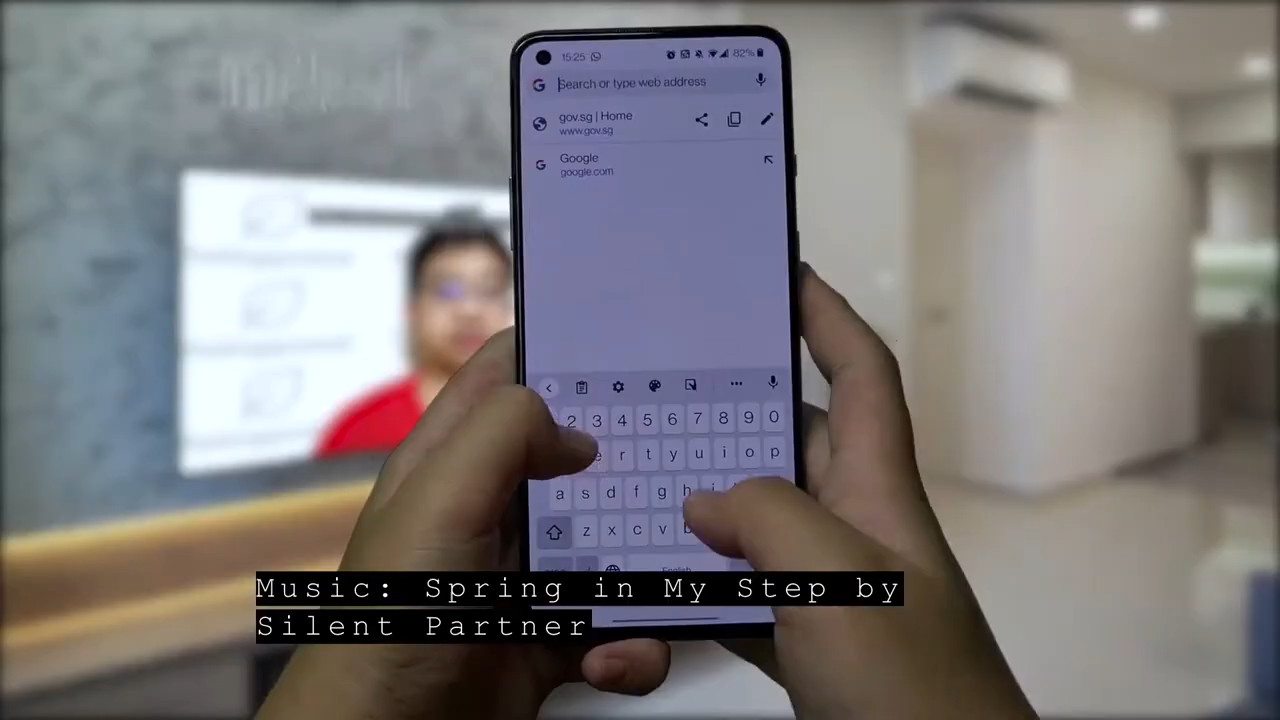 15:25
82%
Search or type web address
gov.sg | Home
www.gov.sg
Google
google.com
2 3 4 5 6 7 8 9 0
e r t y u i o p
a s d f g h
z x c v b
English
Music: Spring in My Step by
Silent Partner